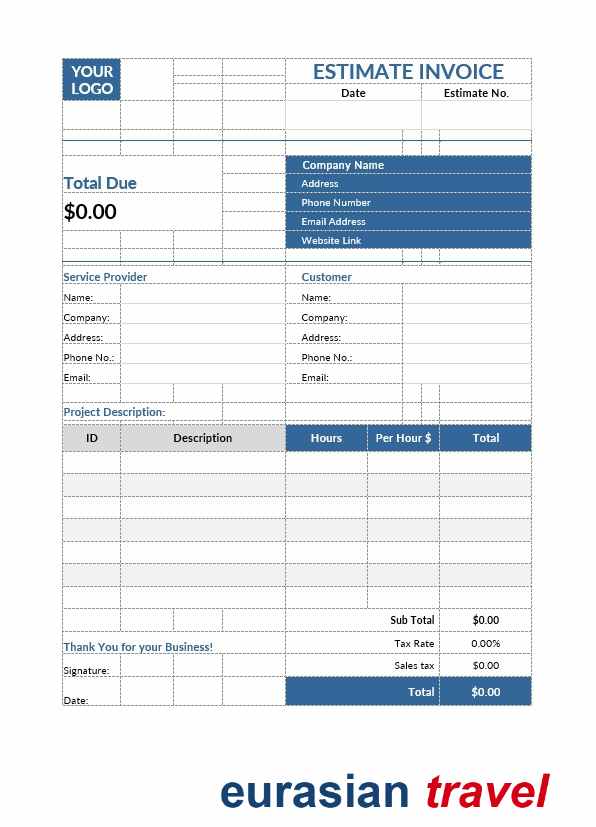 YOUR
LOGO
ESTIMATE INVOICE
Date Estimate No.
Total Due
$0.00
Company Name
Address
Phone Number
Email Address
Website Link
Service Provider Customer
Name: Name:
Company: Company:
Address: Address:
Phone No.: Phone No.:
Email: Email:
Project Description:
ID Description Hours Per Hour $ Total
Sub Total $0.00
Thank You for your Business! Tax Rate 0.00%
Signature: Sales tax $0.00
Date: Total $0.00
eurasian travel